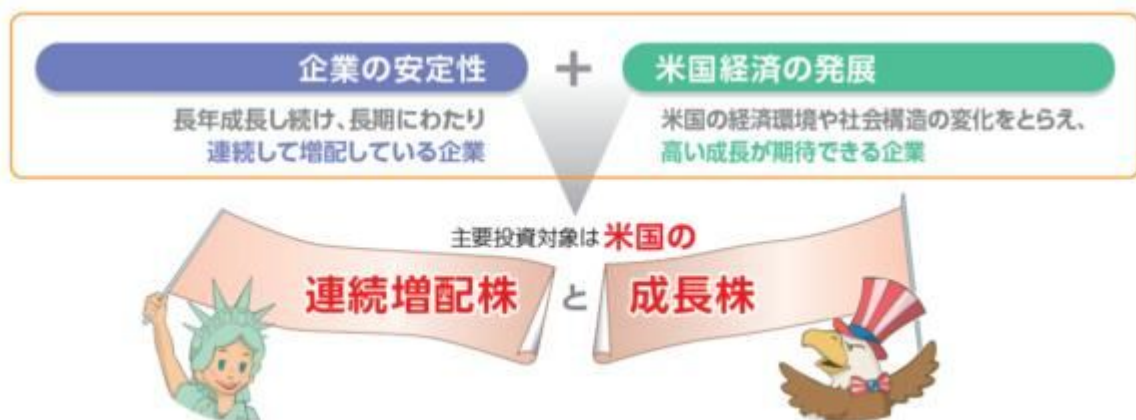 企業の安定性
+
米国経済の発展
長年成長し続け、長期にわたり
連続して増配している企業
米国の経済環境や社会構造の変化をとらえ、
高い成長が期待できる企業
主要投資対象は米国の
連続増配株と成長株